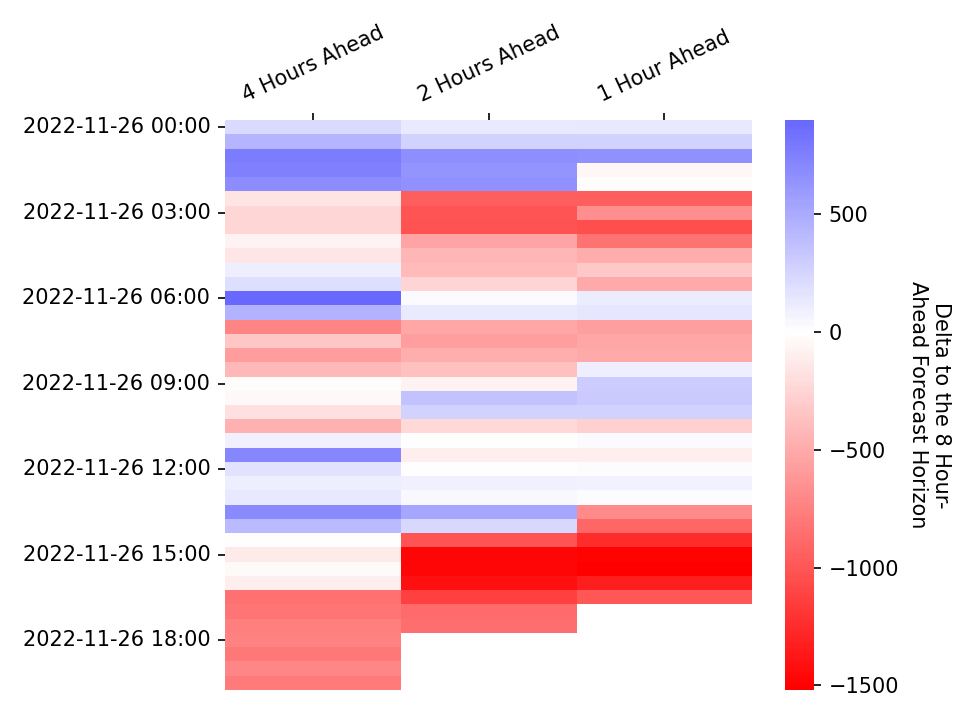 4 Hours Ahead
2 Hours Ahead
1 Hour Ahead
2022-11-26 00:00
2022-11-26 03:00
2022-11-26 06:00
2022-11-26 09:00
2022-11-26 12:00
2022-11-26 15:00
2022-11-26 18:00
500
0
−500
−1000
−1500
Delta to the 8 Hour-
Ahead Forecast Horizon